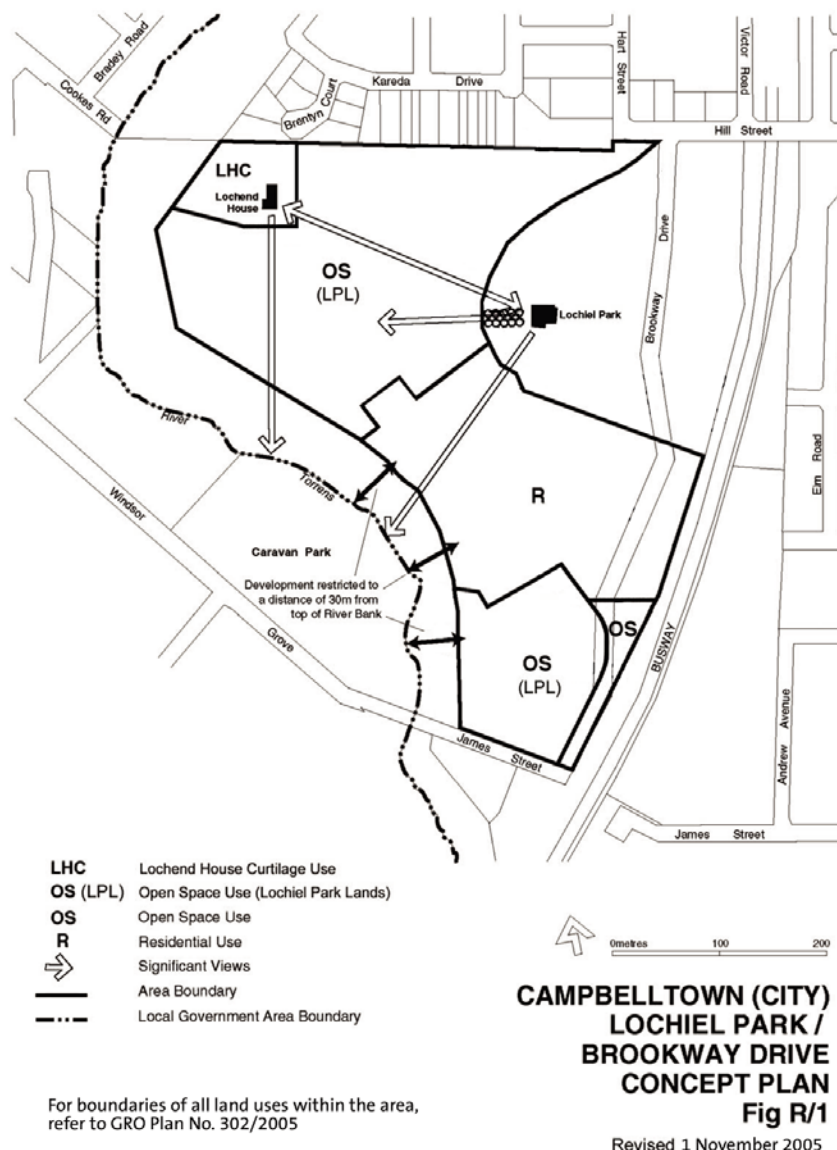 Bradey Road
Cookes Rd
Brentyn Court
Kareda Drive
Hart
Street
Victor
Road
Hill Street
LHC
Lochend
House
OS
(LPL)
Lochiel Park
Brookway Drive
River
Torrens
Windsor
Grove
R
Elm Road
Caravan Park
Development restricted to
a distance of 30m from
top of River Bank
OS
OS
(LPL)
BUSWAY
Andrew Avenue
James
Street
James Street
LHC Lochend House Curtilage Use
OS (LPL) Open Space Use (Lochiel Park Lands)
OS Open Space Use
R Residential Use
Significant Views
Area Boundary
Local Government Area Boundary
0metres 100 200
CAMPBELLTOWN (CITY)
LOCHIEL PARK /
BROOKWAY DRIVE
CONCEPT PLAN
Fig R/1
For boundaries of all land uses within the area,
refer to GRO Plan No. 302/2005
Revised 1 November 2005